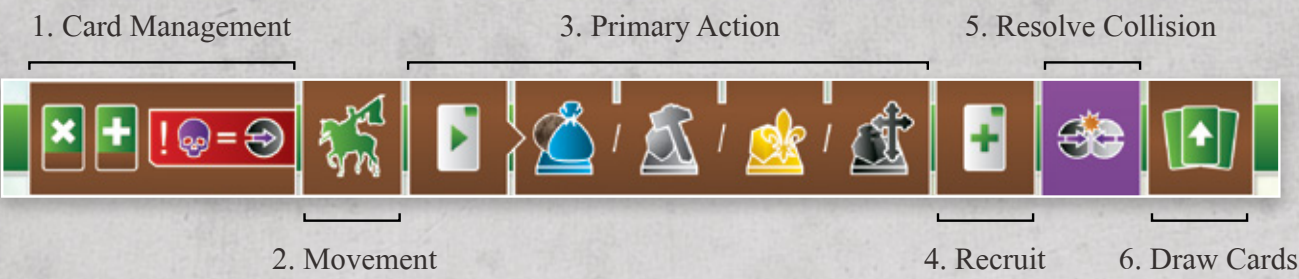 1. Card Management
3. Primary Action
5. Resolve Collision
! =
/ / /
2. Movement
4. Recruit
6. Draw Cards